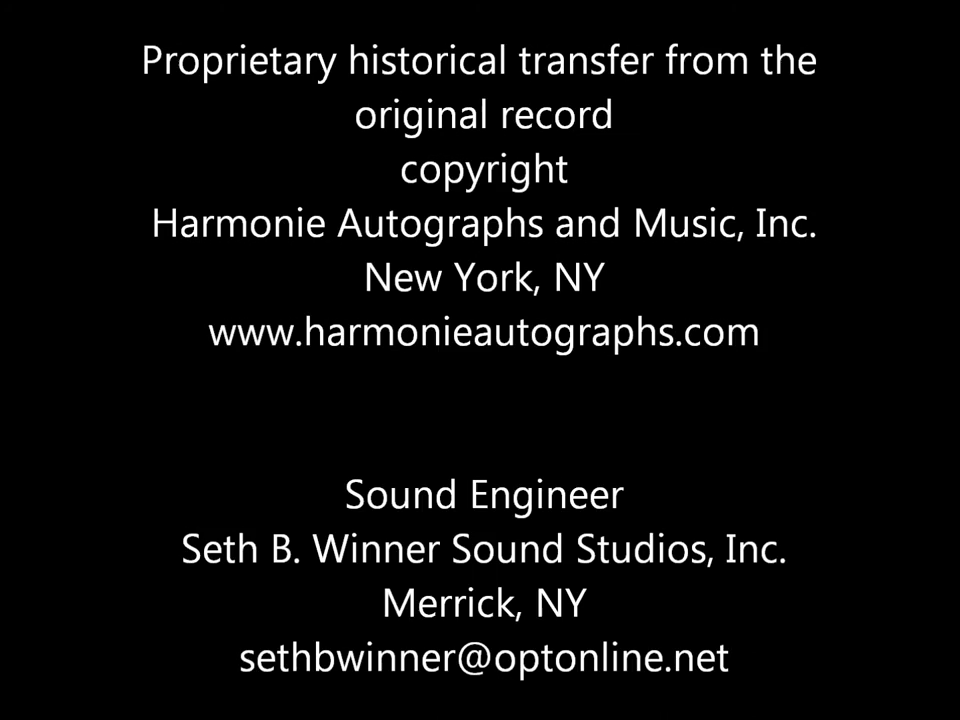 Proprietary historical transfer from the
original record
copyright
Harmonie Autographs and Music, Inc.
New York, NY
www.harmonieautographs.com
Sound Engineer
Seth B. Winner Sound Studios, Inc.
Merrick, NY
sethbwinner@optonline.net